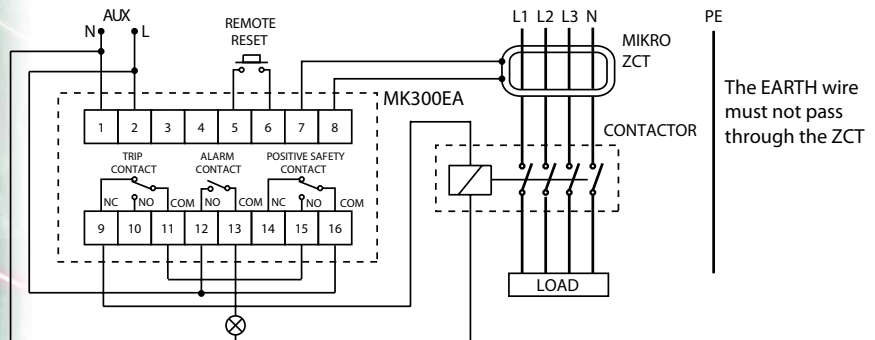 AUX
N L
REMOTE
RESET
L1 L2 L3 N
PE
MIKRO
ZCT
MK300EA
The EARTH wire
must not pass
through the ZCT
1 2 3 4 5 6 7 8
CONTACTOR
TRIP
CONTACT
ALARM
CONTACT
POSITIVE SAFETY
CONTACT
NC NO COM NO COM NC NO COM
9 10 11 12 13 14 15 16
LOAD